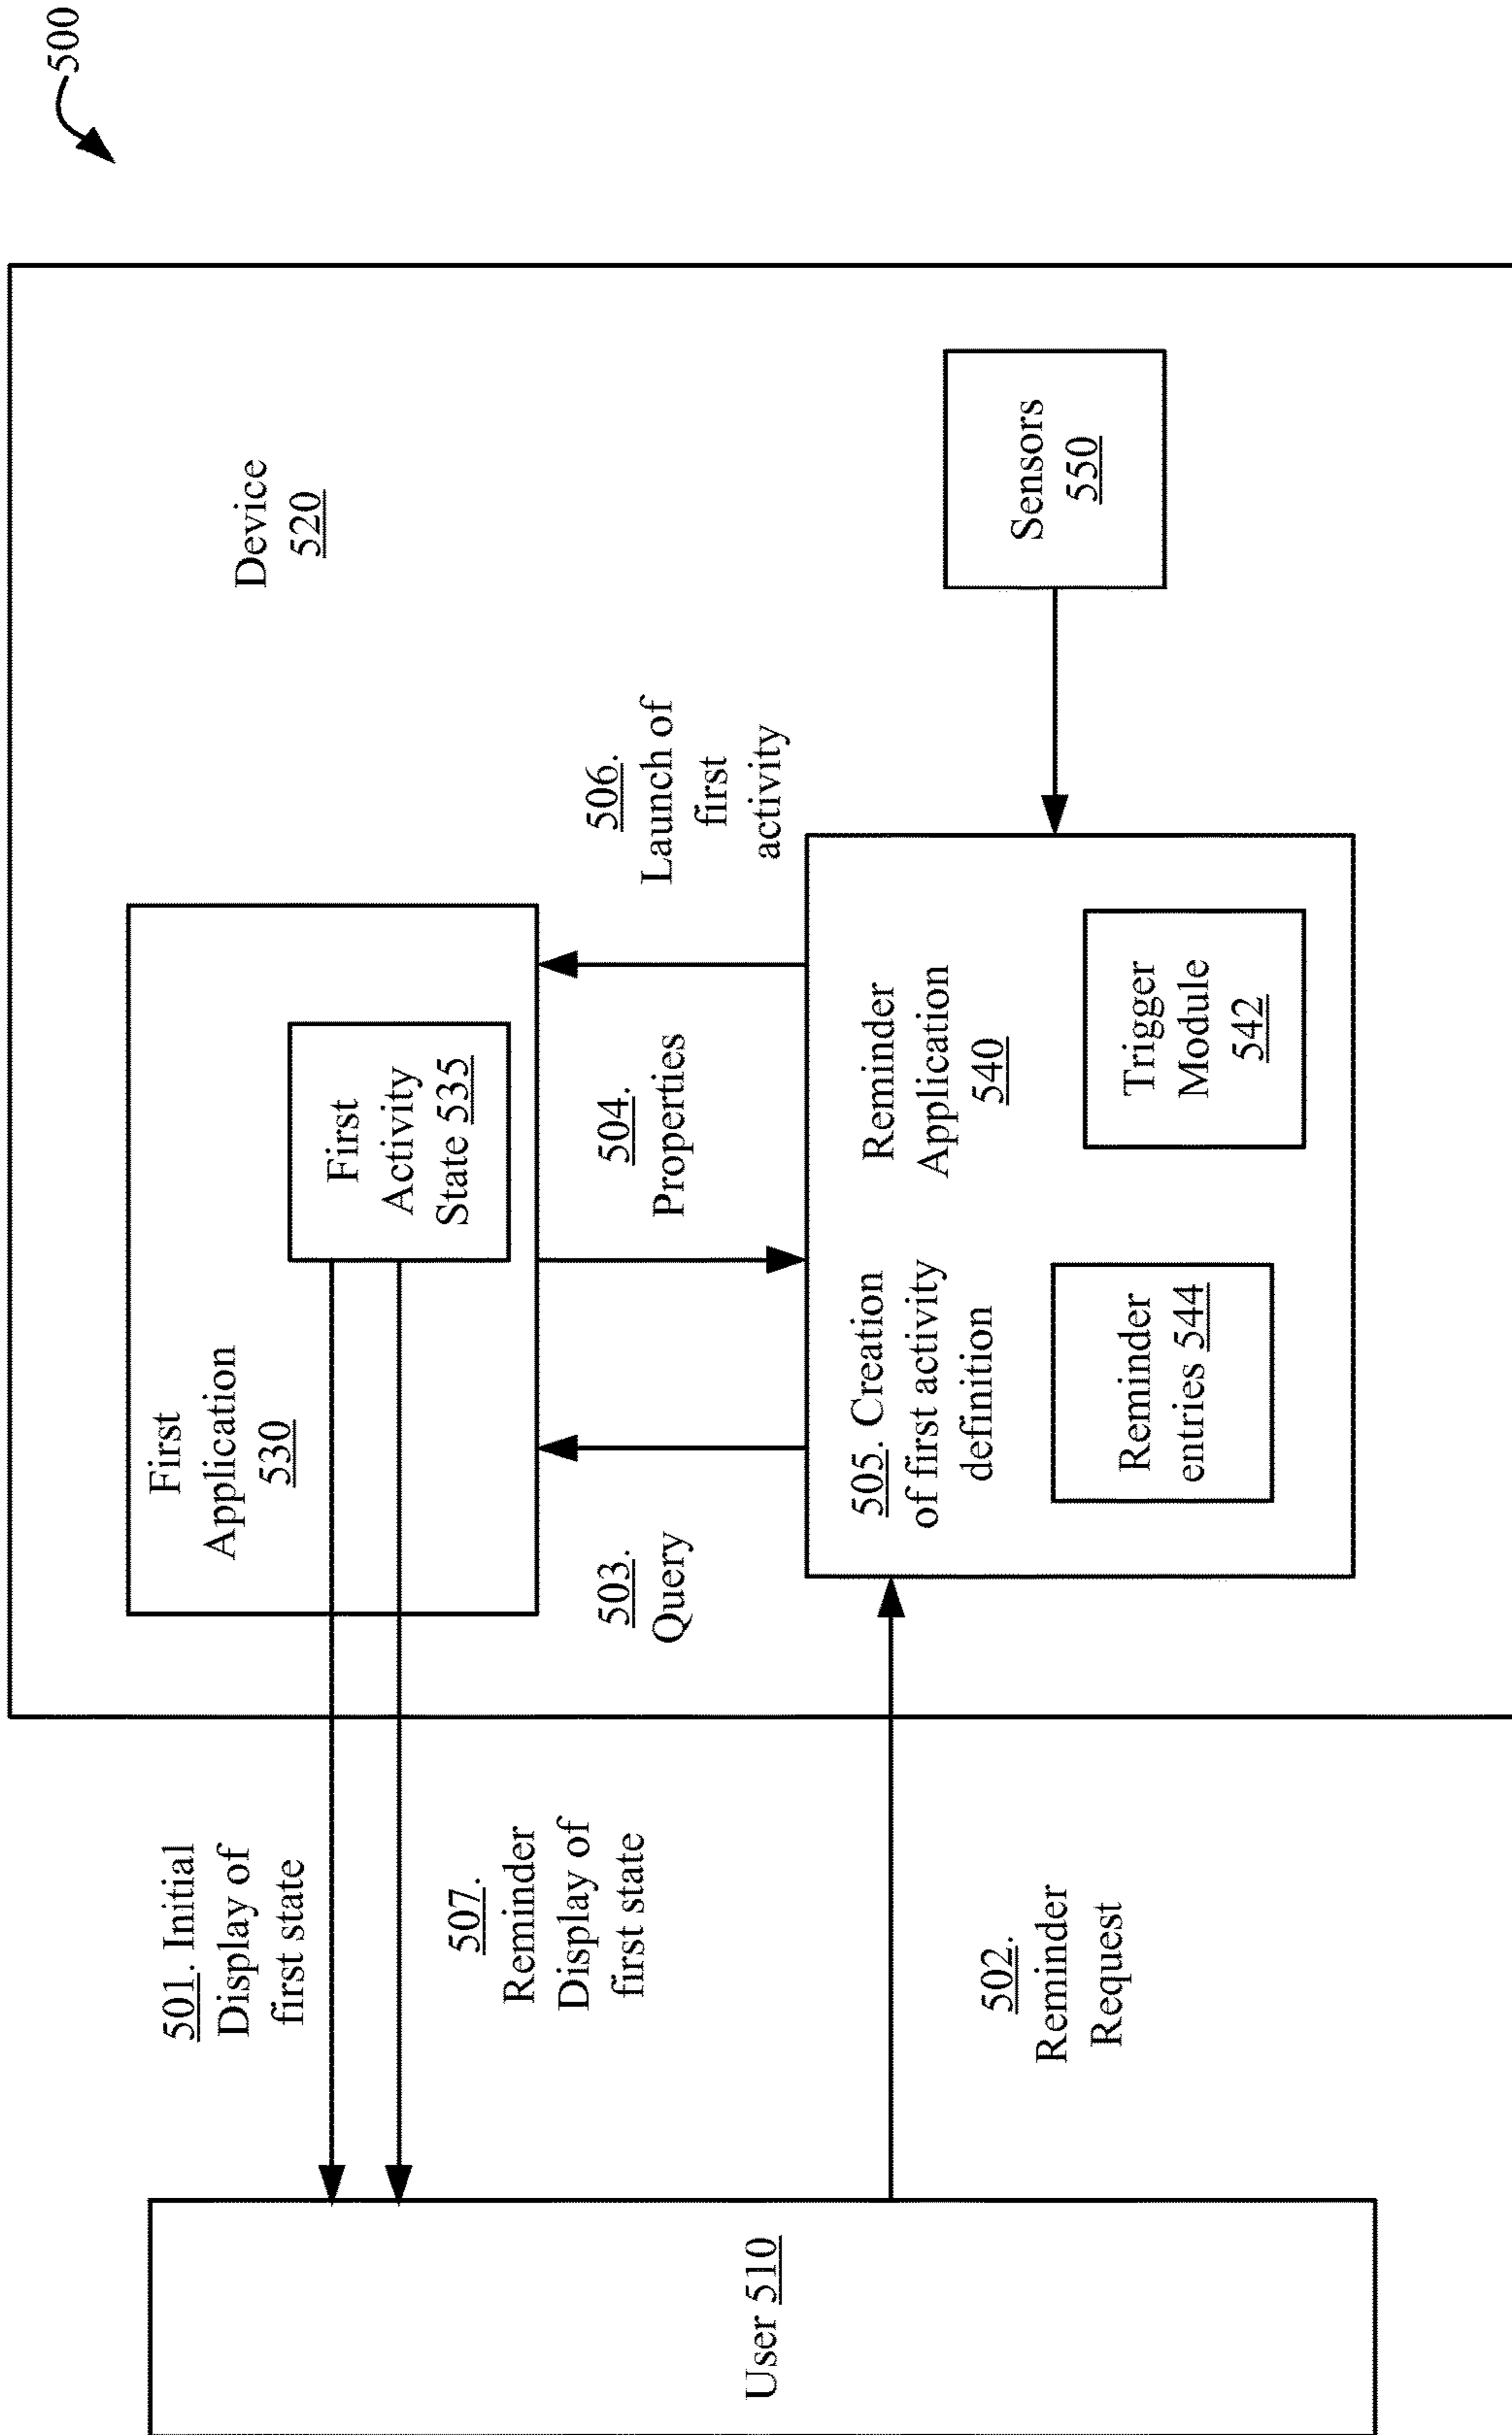 500
Device
520
First
Application
530
First
Activity
State 535
501. Initial
Display of
first state
507.
Reminder
Display of
first state
503.
Query
504.
Properties
506.
Launch of
first
activity
User 510
502.
Reminder
Request
505. Creation
of first activity
definition
Reminder
Application
540
Reminder
entries 544
Trigger
Module
542
Sensors
550